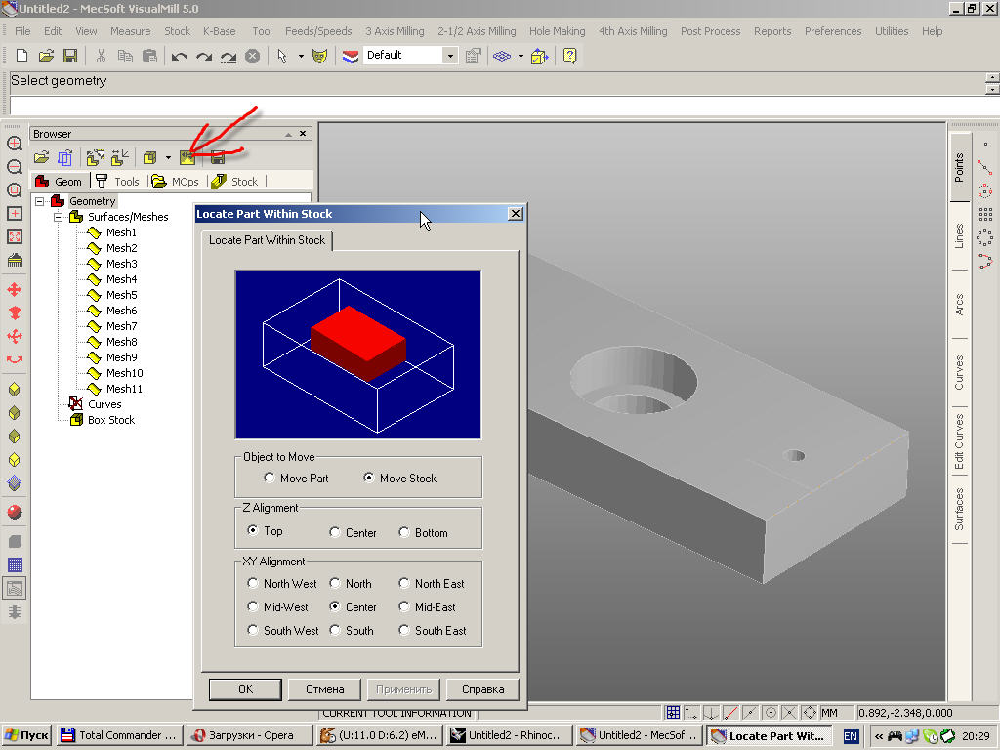 Untitled2 - MecSoft VisualMill 5.0
File Edit View Measure Stock K-Base Tool Feeds/Speeds 3 Axis Milling 2-1/2 Axis Milling Hole Making 4th Axis Milling Post Process Reports Preferences Utilities Help
Default
Select geometry
Browser
Geom Tools MOps Stock
Geometry
Surfaces/Meshes
Mesh1
Mesh2
Mesh3
Mesh4
Mesh5
Mesh6
Mesh7
Mesh8
Mesh9
Mesh10
Mesh11
Curves
Box Stock
Locate Part Within Stock
Locate Part Within Stock
Object to Move
Move Part Move Stock
Z Alignment
Top Center Bottom
XY Alignment
North West North North East
Mid-West Center Mid-East
South West South South East
OK Отмена Применить Справка
Points
Lines
Arcs
Curves
Edit Curves
Surfaces
CURRENT TOOL INFORMATION
MM 0.892,-2.348,0.000
Пуск Total Commander ... Загрузки - Opera (U:11.0 D:6.2) eM... Untitled2 - Rhinoc... Untitled2 - MecSof... Locate Part Wit... EN « 20:29